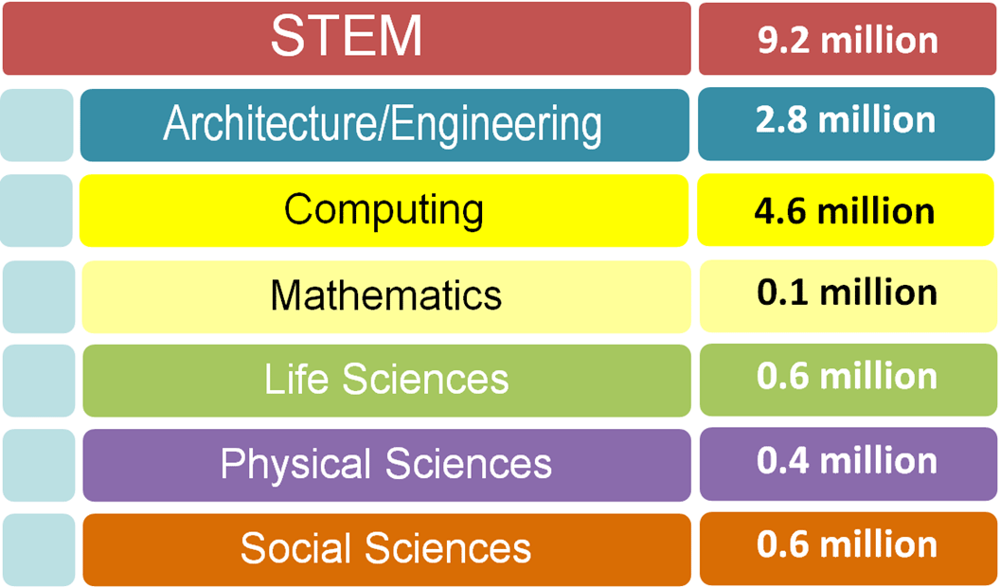 STEM 9.2 million
Architecture/Engineering 2.8 million
Computing 4.6 million
Mathematics 0.1 million
Life Sciences 0.6 million
Physical Sciences 0.4 million
Social Sciences 0.6 million